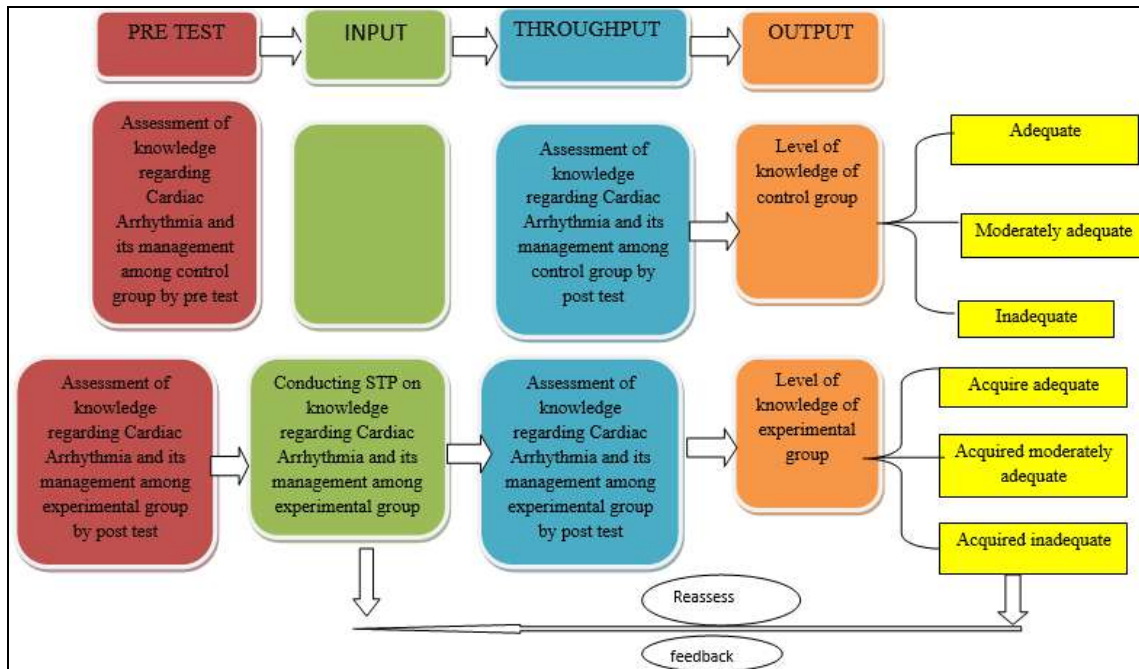 PRE TEST
INPUT
THROUGHPUT
OUTPUT
Assessment of
knowledge
regarding
Cardiac
Arrhythmia and
its management
among control
group by pre test
Assessment of
knowledge
regarding Cardiac
Arrhythmia and its
management among
control group by
post test
Level of
knowledge of
control group
Adequate
Moderately adequate
Inadequate
Assessment of
knowledge
regarding Cardiac
Arrhythmia and its
management among
experimental group
by post test
Conducting STP on
knowledge
regarding Cardiac
Arrhythmia and its
management among
experimental group
Assessment of
knowledge
regarding Cardiac
Arrhythmia and its
management among
experimental group by
post test
Level of
knowledge of
experimental
group
Acquire adequate
Acquired moderately
adequate
Acquired inadequate
Reassess
feedback